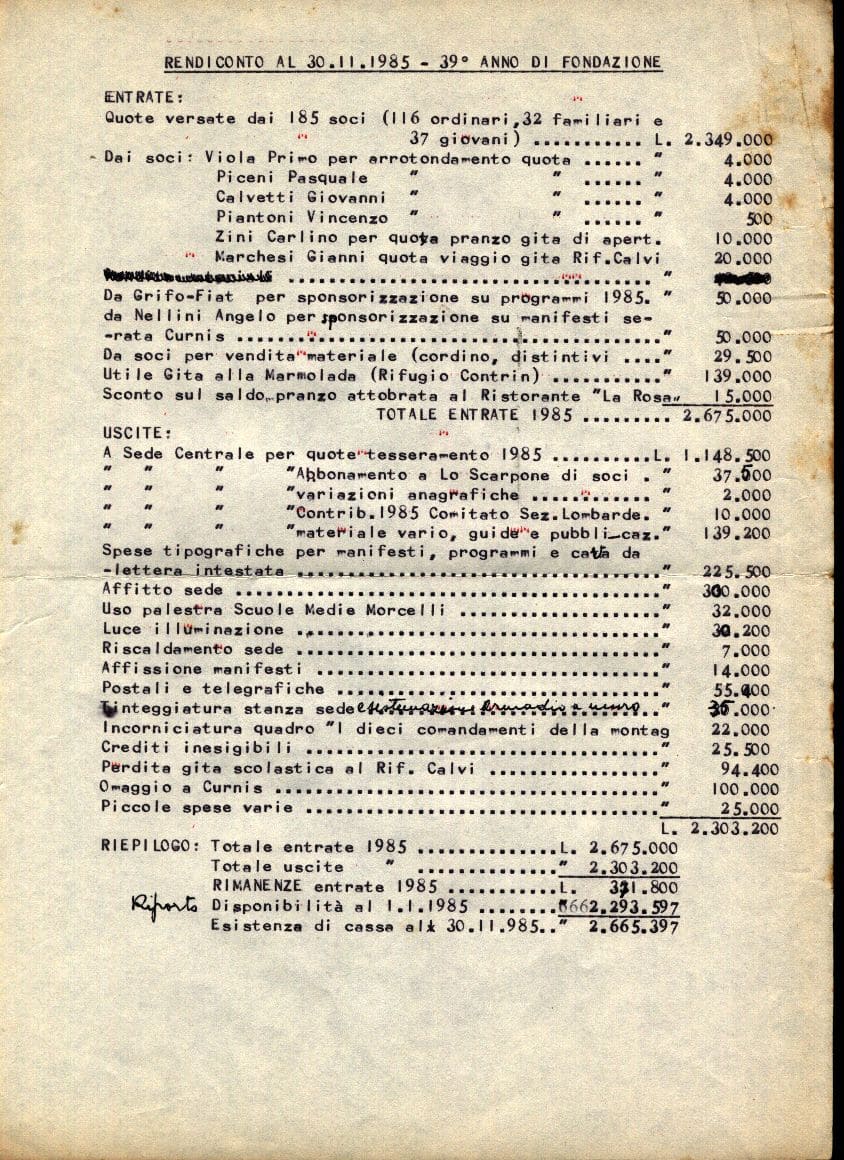 RENDICONTO AL 30.11.1985 - 39° ANNO DI FONDAZIONE
ENTRATE:
Quote versate dai 185 soci (116 ordinari,32 familiari e
37 giovani) ........... L. 2.349.000
Dai soci: Viola Primo per arrotondamento quota ...... " 4.000
Piceni Pasquale " " ...... " 4.000
Calvetti Giovanni " " ...... " 4.000
Piantoni Vincenzo " " ...... " 500
Zini Carlino per quota pranzo gita di apert. 10.000
Marchesi Gianni quota viaggio gita Rif.Calvi 20.000
...................................... "
Da Grifo-Fiat per sponsorizzazione su programmi 1985. " 50.000
da Nellini Angelo per sponsorizzazione su manifesti se-
-rata Curnis ..........................................." 50.000
Da soci per vendita materiale (cordino, distintivi ...." 29.500
Utile Gita alla Marmolada (Rifugio Contrin) ..........." 139.000
Sconto sul saldo pranzo attobrata al Ristorante "La Rosa" 15.000
TOTALE ENTRATE 1985 ......... " 2.675.000
USCITE:
A Sede Centrale per quote tesseramento 1985 ..........L. 1.148.500
" " " "Abbonamento a Lo Scarpone di soci . " 37.500
" " " "variazioni anagrafiche ............" 2.000
" " " "Contrib.1985 Comitato Sez.Lombarde. " 10.000
" " " "materiale vario, guide e pubblicaz." 139.200
Spese tipografiche per manifesti, programmi e carta da
-lettera intestata ....................................." 225.500
Affitto sede ..........................................." 300.000
Uso palestra Scuole Medie Morcelli ....................." 32.000
Luce illuminazione ....................................." 30.200
Riscaldamento sede ....................................." 7.000
Affissione manifesti ..................................." 14.000
Postali e telegrafiche ................................." 55.400
Tinteggiatura stanza sede armadio a muro .." .000
Incorniciatura quadro "I dieci comandamenti della montag 22.000
Crediti inesigibili ...................................." 25.500
Perdita gita scolastica al Rif. Calvi .................." 94.400
Omaggio a Curnis ......................................." 100.000
Piccole spese varie ...................................." 25.000
L. 2.303.200
RIEPILOGO: Totale entrate 1985 ..............L. 2.675.000
Totale uscite " .............." 2.303.200
RIMANENZE entrate 1985 ..........L. 371.800
Riporto Disponibilità al 1.1.1985 ........" 2.293.597
Esistenza di cassa al 30.11.985.." 2.665.397